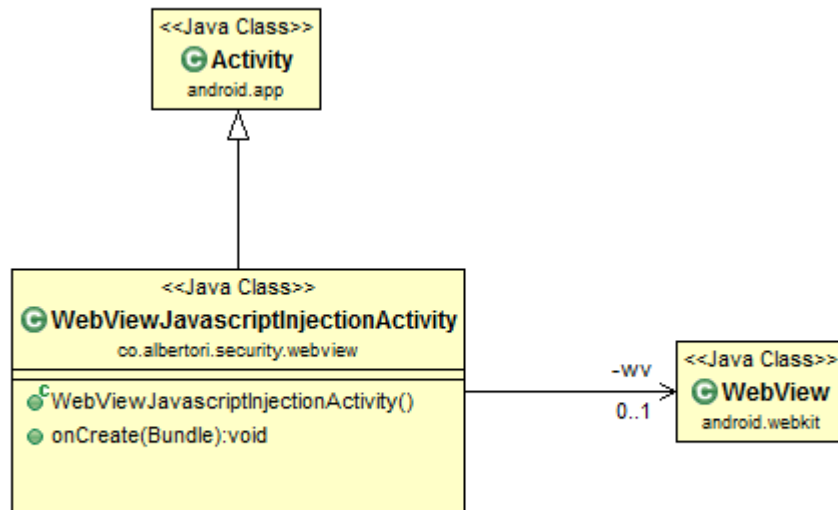 <<Java Class>>
Activity
android.app
<<Java Class>>
WebViewJavascriptInjectionActivity
co.albertori.security.webview
WebViewJavascriptInjectionActivity()
onCreate(Bundle):void
-wv
0..1
<<Java Class>>
WebView
android.webkit